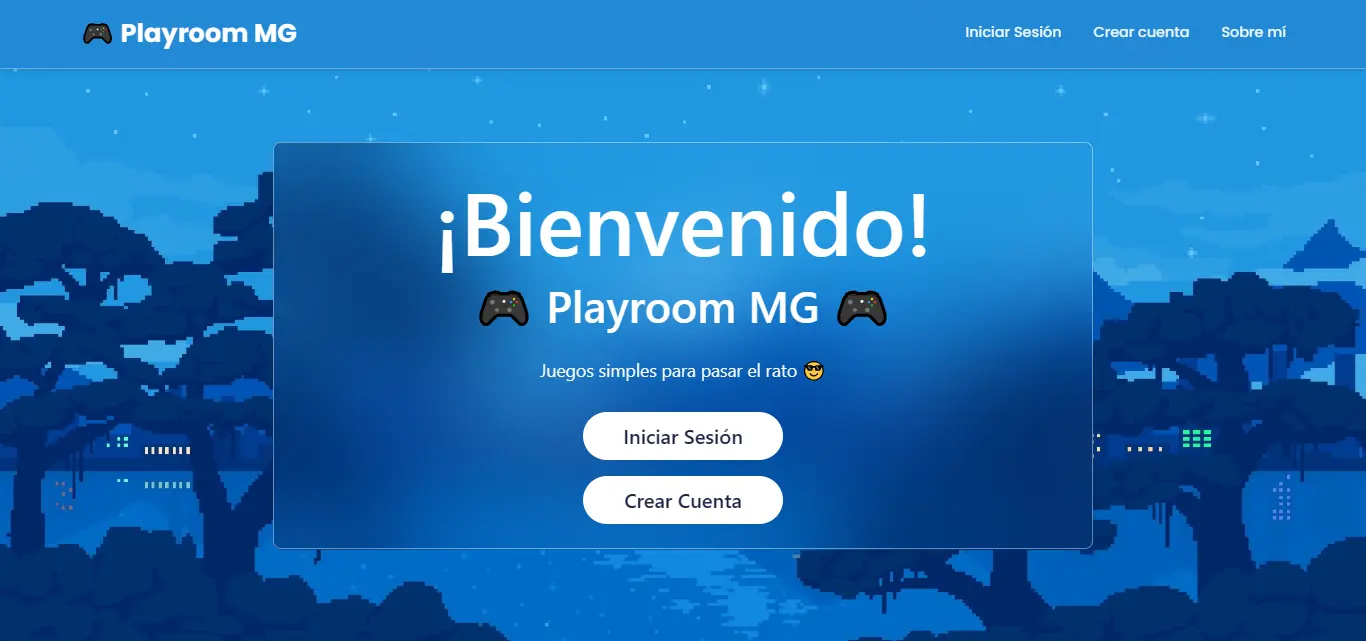 🎮 Playroom MG
Iniciar Sesión
Crear cuenta
Sobre mí
¡Bienvenido!
🎮 Playroom MG 🎮
Juegos simples para pasar el rato 😎
Iniciar Sesión
Crear Cuenta